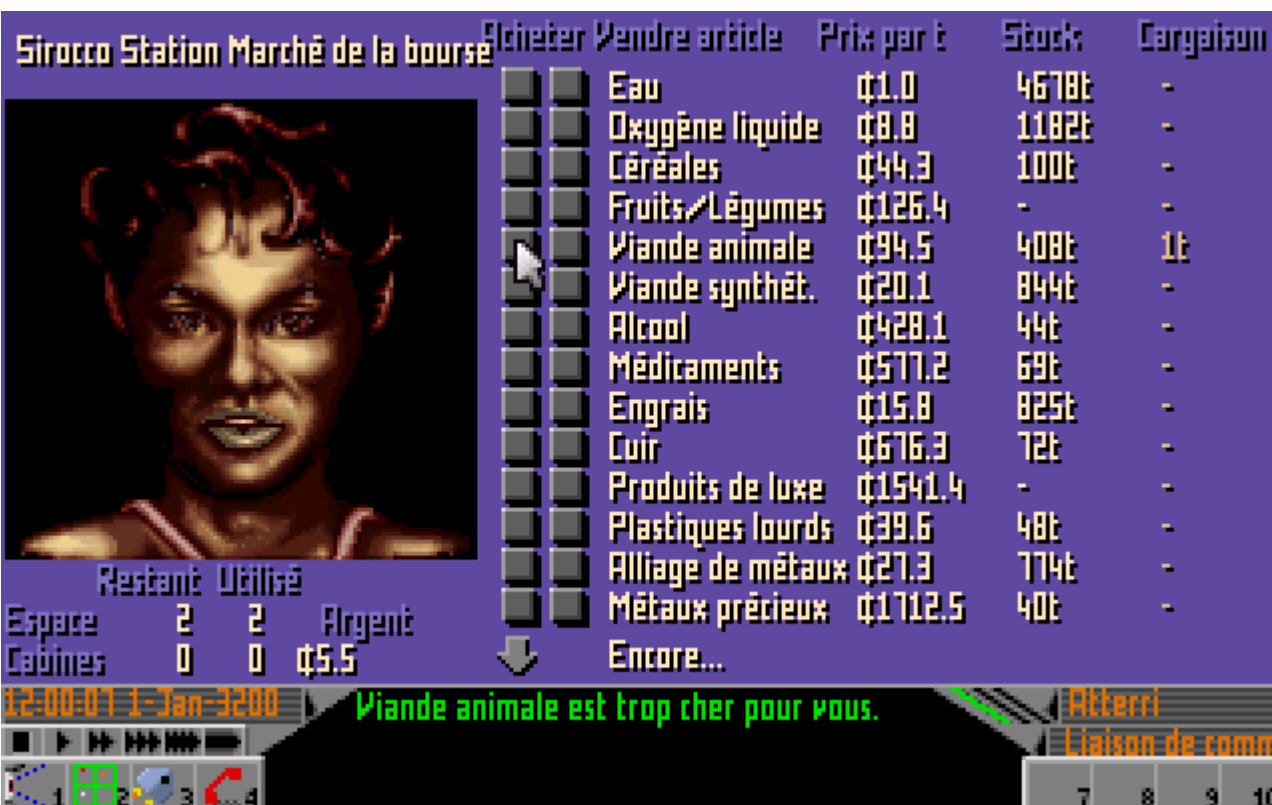 Sirocco Station Marché de la bourse
Acheter Vendre article Prix par t Stock Cargaison
Eau ₵1.0 4678t -
Oxygène liquide ₵8.8 1182t -
Céréales ₵44.3 100t -
Fruits/Légumes ₵126.4 - -
Viande animale ₵94.5 408t 1t
Viande synthét. ₵20.1 844t -
Alcool ₵428.1 44t -
Médicaments ₵577.2 69t -
Engrais ₵15.8 825t -
Cuir ₵676.3 72t -
Produits de luxe ₵1541.4 - -
Plastiques lourds ₵39.6 48t -
Alliage de métaux ₵27.3 774t -
Métaux précieux ₵1712.5 40t -
Encore...
Restant Utilisé
Espace 2 2 Argent
Cabines 0 0 ₵5.5
12:00:07 1-Jan-3200
Viande animale est trop cher pour vous.
Atterri
Liaison de comm
1 2 3 ...4 7 8 9 10